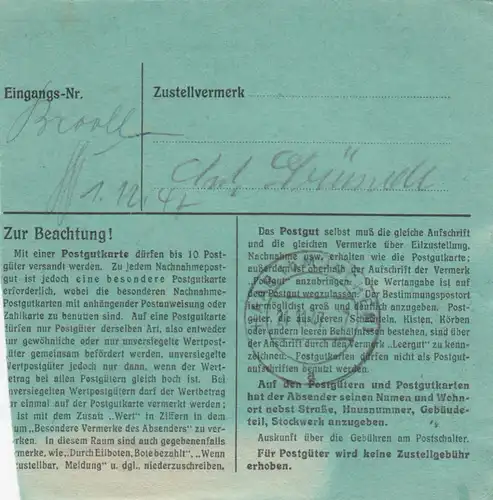 Eingangs-Nr.
Zustellvermerk
1. 12. 47
Zur Beachtung!
Mit einer Postgutkarte dürfen bis 10 Post-
güter versandt werden. Zu jedem Nachnahmepost-
gut ist jedoch eine besondere Postgutkarte
erforderlich, wobei die besonderen Nachnahme-
Postgutkarten mit anhängender Postanweisung oder
Zahlkarte zu benutzen sind. Auf eine Postgutkarte
dürfen nur Postgüter derselben Art, also entweder
nur gewöhnliche oder nur unversiegelte Wertpost-
güter gemeinsam befördert werden, unversiegelte
Wertpostgüter jedoch nur dann, wenn der Wert-
betrag bei allen Postgütern gleich hoch ist. Bei
unversiegelten Wertpostgütern darf der Wertbetrag
nur einmal auf der Postgutkarte vermerkt werden;
ist mit dem Zusatz „Wert" in Ziffern in dem
um „Besondere Vermerke des Absenders" zu ver-
rken. In diesem Raum sind auch gegebenenfalls
rmerke, wie „Durch Eilboten, Bote bezahlt", „Wenn
zustellbar, Meldung" u. dgl. niederzuschreiben.
Das Postgut selbst muß die gleiche Aufschrift
und die gleichen Vermerke über Eilzustellung,
Nachnahme usw. erhalten wie die Postgutkarte;
außerdem ist oberhalb der Aufschrift der Vermerk
„Postgut" anzubringen. Die Wertangabe ist auf
dem Postgut wegzulassen. Der Bestimmungspostort
ist möglichst groß und deutlich anzugeben. Post-
güter, die aus leeren Schachteln, Kisten, Körben
oder andern leeren Behältnissen bestehen, sind über
der Anschrift durch den Vermerk „Leergut" zu kenn-
zeichnen. Postgutkarten dürfen nicht als Postgut-
aufschriften benutzt werden.
Auf den Postgütern und Postgutkarten
hat der Absender seinen Namen und Wohn-
ort nebst Straße, Hausnummer, Gebäude-
teil, Stockwerk anzugeben.
Auskunft über die Gebühren am Postschalter.
Für Postgüter wird keine Zustellgebühr
erhoben.